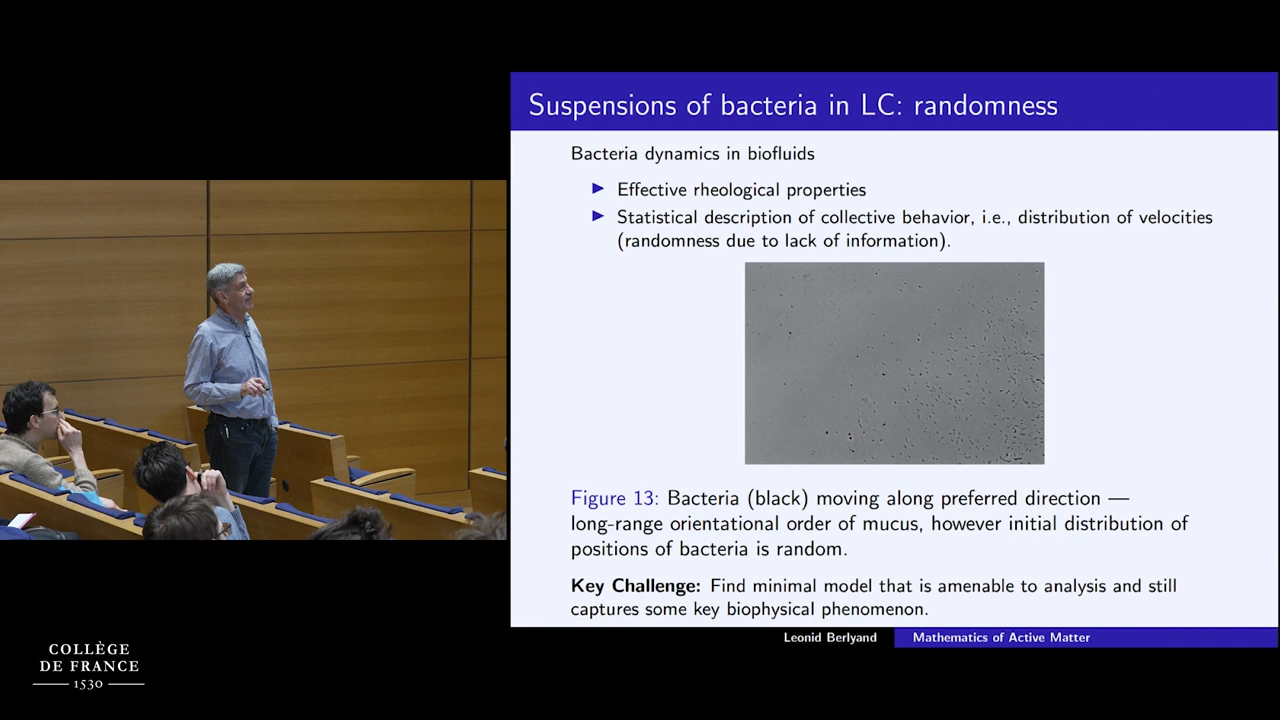 Suspensions of bacteria in LC: randomness
Bacteria dynamics in biofluids
Effective rheological properties
Statistical description of collective behavior, i.e., distribution of velocities
(randomness due to lack of information).
Figure 13: Bacteria (black) moving along preferred direction —
long-range orientational order of mucus, however initial distribution of
positions of bacteria is random.
Key Challenge: Find minimal model that is amenable to analysis and still
captures some key biophysical phenomenon.
Leonid Berlyand
Mathematics of Active Matter
COLLÈGE
DE FRANCE
1530